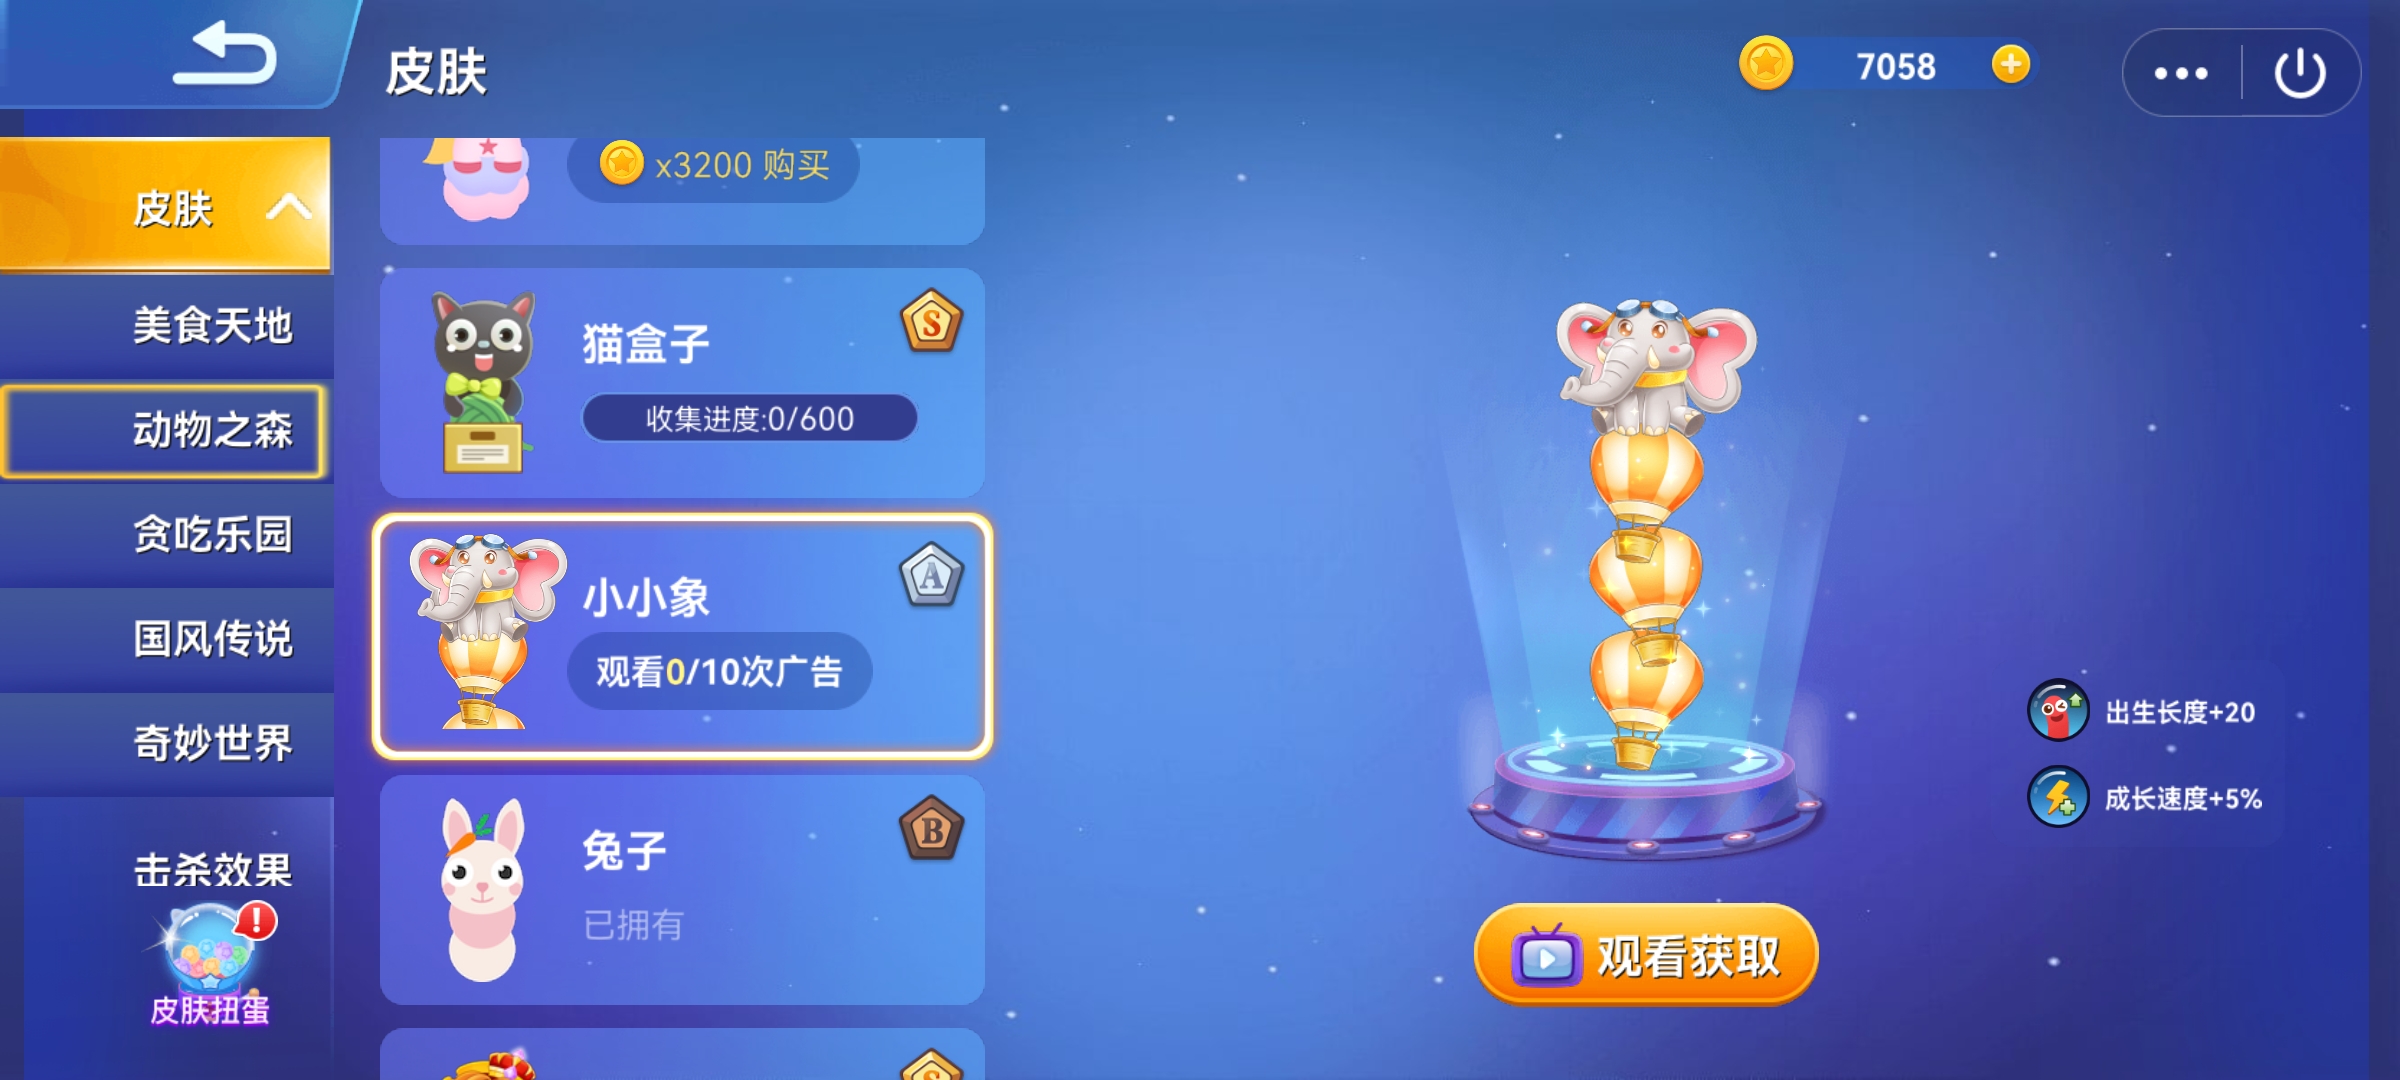 皮肤
7058
皮肤
美食天地
动物之森
贪吃乐园
国风传说
奇妙世界
击杀效果
皮肤扭蛋
x3200 购买
猫盒子
S
收集进度:0/600
小小象
A
观看0/10次广告
兔子
B
已拥有
S
出生长度+20
成长速度+5%
观看获取